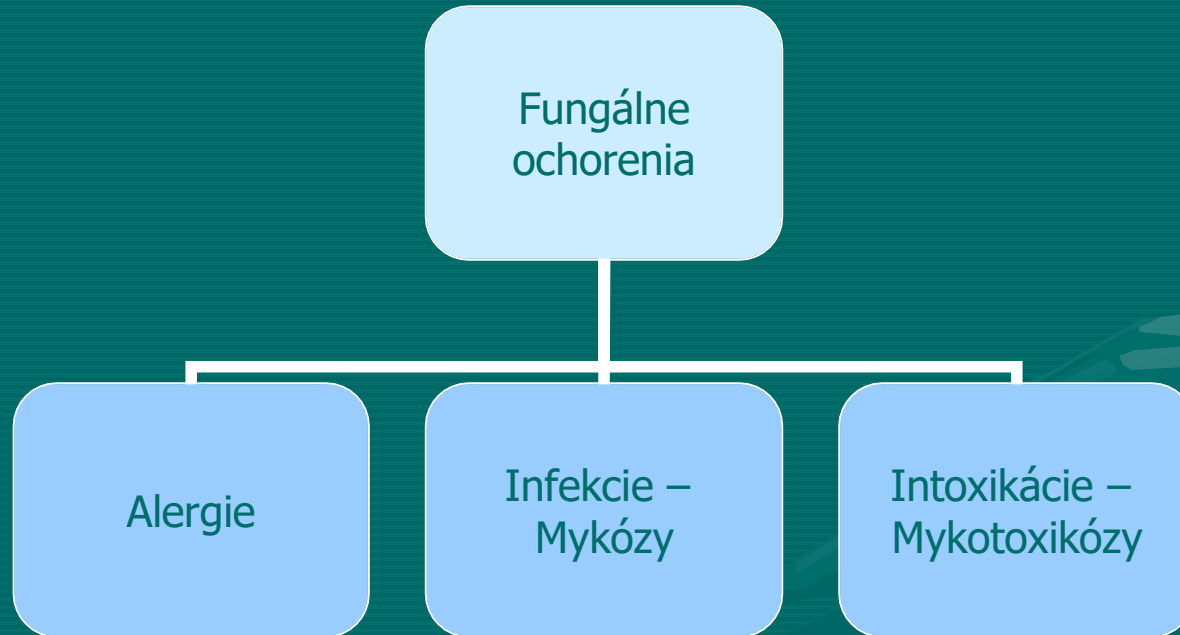 Fungálne
ochorenia
Alergie
Infekcie –
Mykózy
Intoxikácie –
Mykotoxikózy